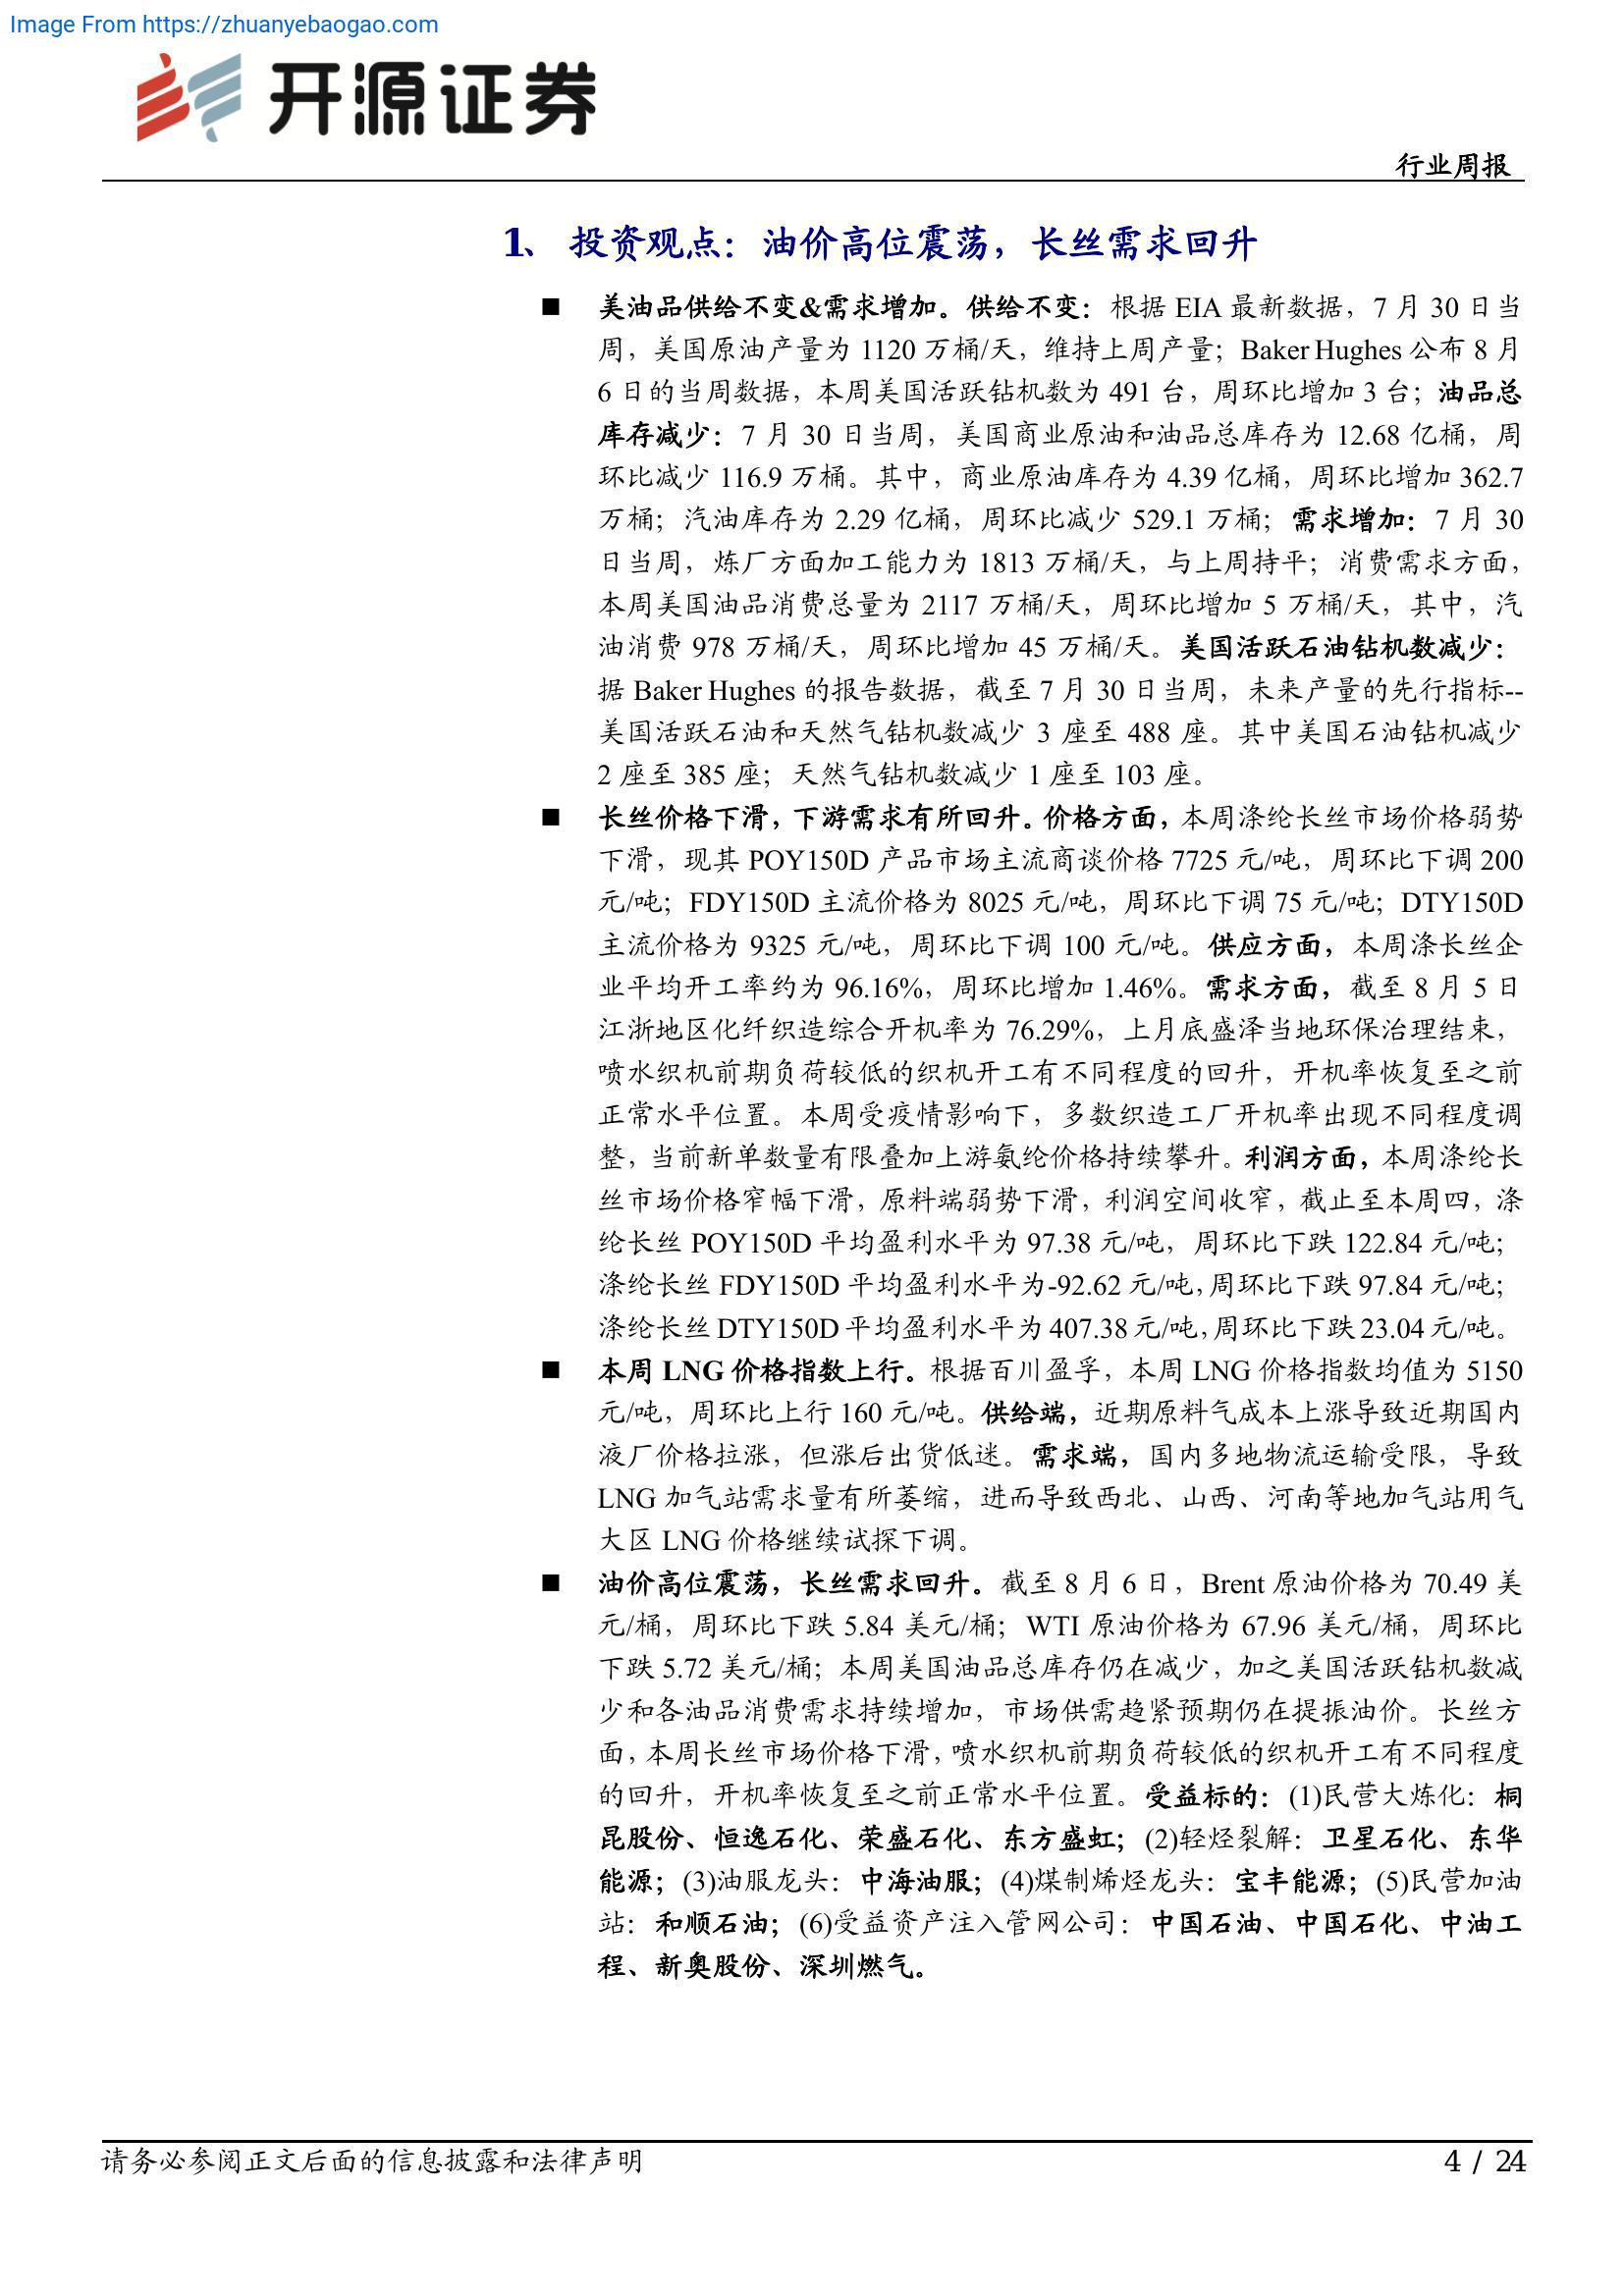 Image From https://zhuanyebaogao.com
开源证券
行业周报
1、 投资观点：油价高位震荡，长丝需求回升
■ 美油品供给不变&需求增加。供给不变：根据 EIA 最新数据，7 月 30 日当
周，美国原油产量为 1120 万桶/天，维持上周产量；Baker Hughes 公布 8 月
6 日的当周数据，本周美国活跃钻机数为 491 台，周环比增加 3 台；油品总
库存减少：7 月 30 日当周，美国商业原油和油品总库存为 12.68 亿桶，周
环比减少 116.9 万桶。其中，商业原油库存为 4.39 亿桶，周环比增加 362.7
万桶；汽油库存为 2.29 亿桶，周环比减少 529.1 万桶；需求增加：7 月 30
日当周，炼厂方面加工能力为 1813 万桶/天，与上周持平；消费需求方面，
本周美国油品消费总量为 2117 万桶/天，周环比增加 5 万桶/天，其中，汽
油消费 978 万桶/天，周环比增加 45 万桶/天。美国活跃石油钻机数减少：
据 Baker Hughes 的报告数据，截至 7 月 30 日当周，未来产量的先行指标--
美国活跃石油和天然气钻机数减少 3 座至 488 座。其中美国石油钻机减少
2 座至 385 座；天然气钻机数减少 1 座至 103 座。
■ 长丝价格下滑，下游需求有所回升。价格方面，本周涤纶长丝市场价格弱势
下滑，现其 POY150D 产品市场主流商谈价格 7725 元/吨，周环比下调 200
元/吨；FDY150D 主流价格为 8025 元/吨，周环比下调 75 元/吨；DTY150D
主流价格为 9325 元/吨，周环比下调 100 元/吨。供应方面，本周涤长丝企
业平均开工率约为 96.16%，周环比增加 1.46%。需求方面，截至 8 月 5 日
江浙地区化纤织造综合开机率为 76.29%，上月底盛泽当地环保治理结束，
喷水织机前期负荷较低的织机开工有不同程度的回升，开机率恢复至之前
正常水平位置。本周受疫情影响下，多数织造工厂开机率出现不同程度调
整，当前新单数量有限叠加上游氨纶价格持续攀升。利润方面，本周涤纶长
丝市场价格窄幅下滑，原料端弱势下滑，利润空间收窄，截止至本周四，涤
纶长丝 POY150D 平均盈利水平为 97.38 元/吨，周环比下跌 122.84 元/吨；
涤纶长丝 FDY150D 平均盈利水平为-92.62 元/吨，周环比下跌 97.84 元/吨；
涤纶长丝 DTY150D 平均盈利水平为 407.38 元/吨，周环比下跌 23.04 元/吨。
■ 本周 LNG 价格指数上行。根据百川盈孚，本周 LNG 价格指数均值为 5150
元/吨，周环比上行 160 元/吨。供给端，近期原料气成本上涨导致近期国内
液厂价格拉涨，但涨后出货低迷。需求端，国内多地物流运输受限，导致
LNG 加气站需求量有所萎缩，进而导致西北、山西、河南等地加气站用气
大区 LNG 价格继续试探下调。
■ 油价高位震荡，长丝需求回升。截至 8 月 6 日，Brent 原油价格为 70.49 美
元/桶，周环比下跌 5.84 美元/桶；WTI 原油价格为 67.96 美元/桶，周环比
下跌 5.72 美元/桶；本周美国油品总库存仍在减少，加之美国活跃钻机数减
少和各油品消费需求持续增加，市场供需趋紧预期仍在提振油价。长丝方
面，本周长丝市场价格下滑，喷水织机前期负荷较低的织机开工有不同程度
的回升，开机率恢复至之前正常水平位置。受益标的：(1)民营大炼化：桐
昆股份、恒逸石化、荣盛石化、东方盛虹；(2)轻烃裂解：卫星石化、东华
能源；(3)油服龙头：中海油服；(4)煤制烯烃龙头：宝丰能源；(5)民营加油
站：和顺石油；(6)受益资产注入管网公司：中国石油、中国石化、中油工
程、新奥股份、深圳燃气。
请务必参阅正文后面的信息披露和法律声明
4 / 24